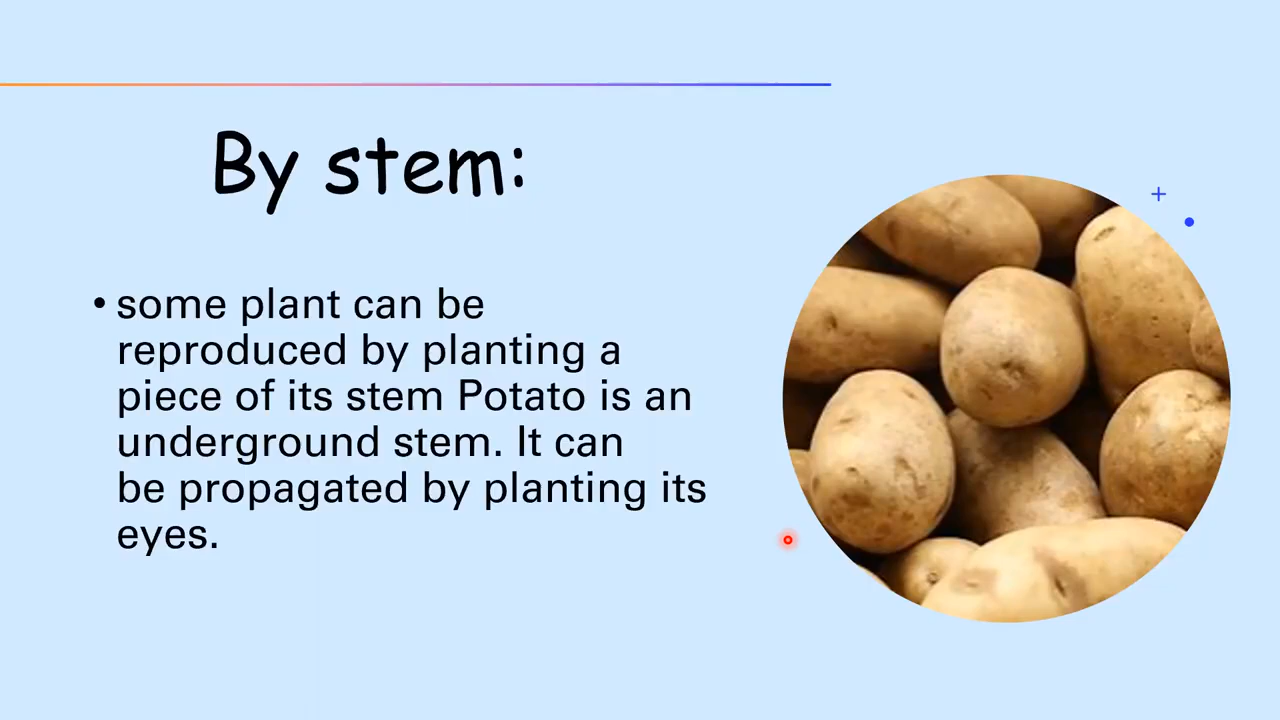 By stem:
• some plant can be
reproduced by planting a
piece of its stem Potato is an
underground stem. It can
be propagated by planting its
eyes.